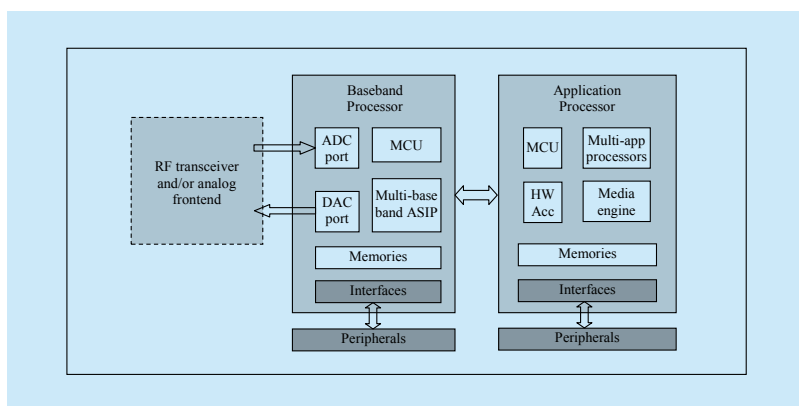 RF transceiver
and/or analog
frontend
Baseband
Processor
ADC
port
MCU
DAC
port
Multi-base
band ASIP
Memories
Interfaces
Peripherals
Application
Processor
MCU
Multi-app
processors
HW
Acc
Media
engine
Memories
Interfaces
Peripherals